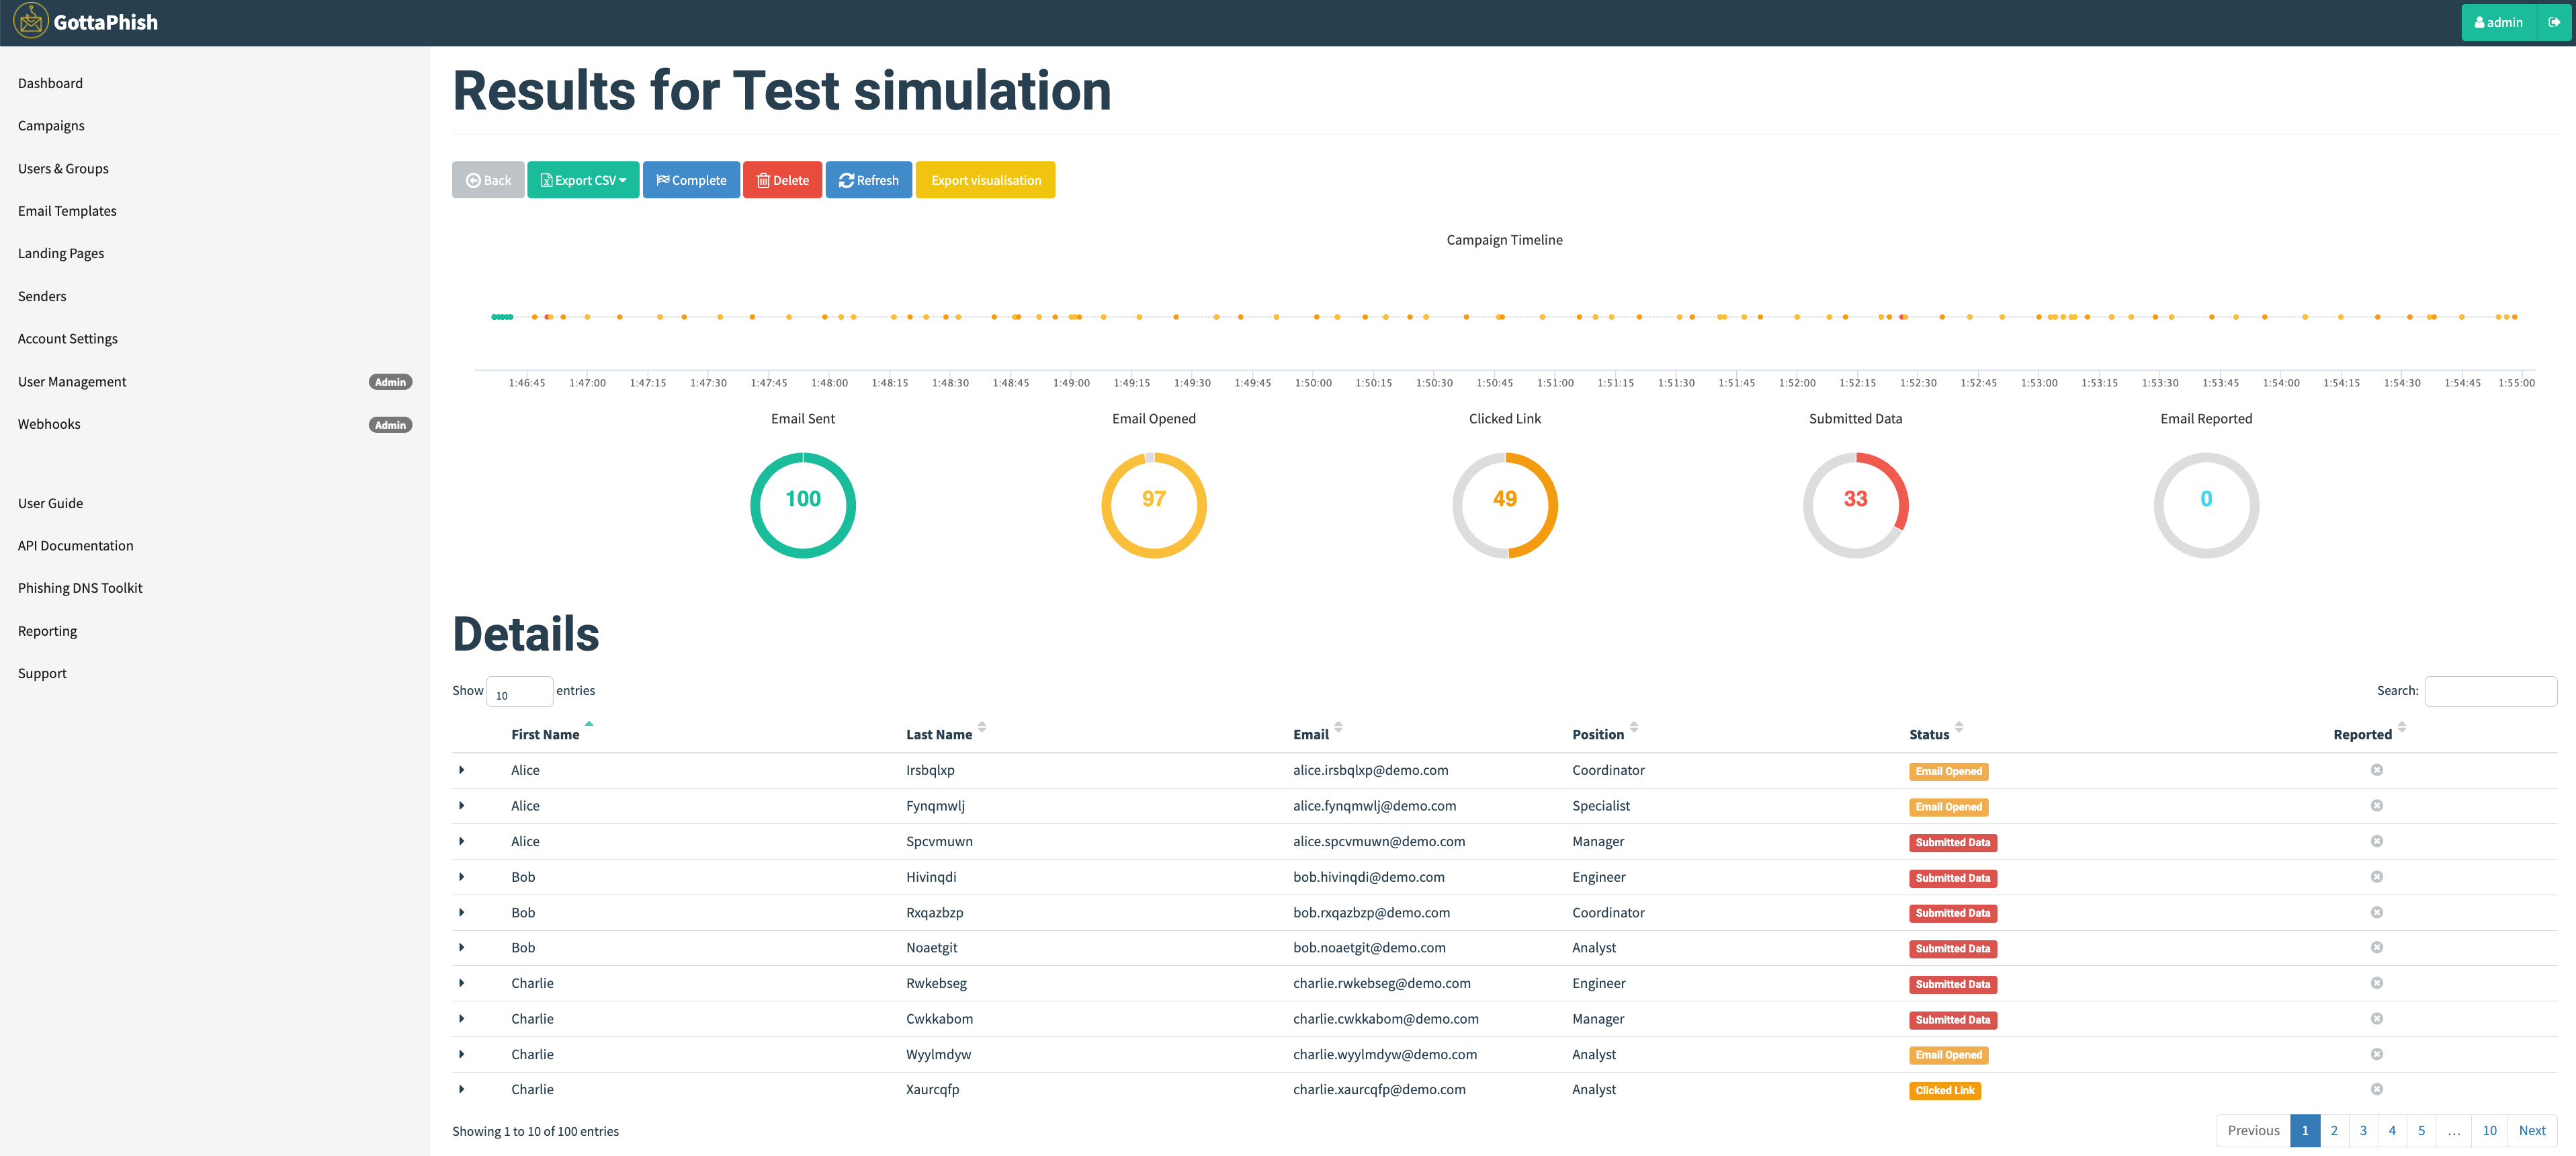 GottaPhish
admin
Dashboard
Campaigns
Users & Groups
Email Templates
Landing Pages
Senders
Account Settings
User Management Admin
Webhooks Admin
User Guide
API Documentation
Phishing DNS Toolkit
Reporting
Support
Results for Test simulation
Back Export CSV Complete Delete Refresh Export visualisation
Campaign Timeline
1:46:45 1:47:00 1:47:15 1:47:30 1:47:45 1:48:00 1:48:15 1:48:30 1:48:45 1:49:00 1:49:15 1:49:30 1:49:45 1:50:00 1:50:15 1:50:30 1:50:45 1:51:00 1:51:15 1:51:30 1:51:45 1:52:00 1:52:15 1:52:30 1:52:45 1:53:00 1:53:15 1:53:30 1:53:45 1:54:00 1:54:15 1:54:30 1:54:45 1:55:00
Email Sent Email Opened Clicked Link Submitted Data Email Reported
100 97 49 33 0
Details
Show 10 entries Search:
First Name Last Name Email Position Status Reported
Alice Irsbqlxp alice.irsbqlxp@demo.com Coordinator Email Opened
Alice Fynqmwlj alice.fynqmwlj@demo.com Specialist Email Opened
Alice Spcvmuwn alice.spcvmuwn@demo.com Manager Submitted Data
Bob Hivinqdi bob.hivinqdi@demo.com Engineer Submitted Data
Bob Rxqazbzp bob.rxqazbzp@demo.com Coordinator Submitted Data
Bob Noaetgit bob.noaetgit@demo.com Analyst Submitted Data
Charlie Rwkebseg charlie.rwkebseg@demo.com Engineer Submitted Data
Charlie Cwkkabom charlie.cwkkabom@demo.com Manager Submitted Data
Charlie Wyylmdyw charlie.wyylmdyw@demo.com Analyst Email Opened
Charlie Xaurcqfp charlie.xaurcqfp@demo.com Analyst Clicked Link
Showing 1 to 10 of 100 entries
Previous 1 2 3 4 5 … 10 Next